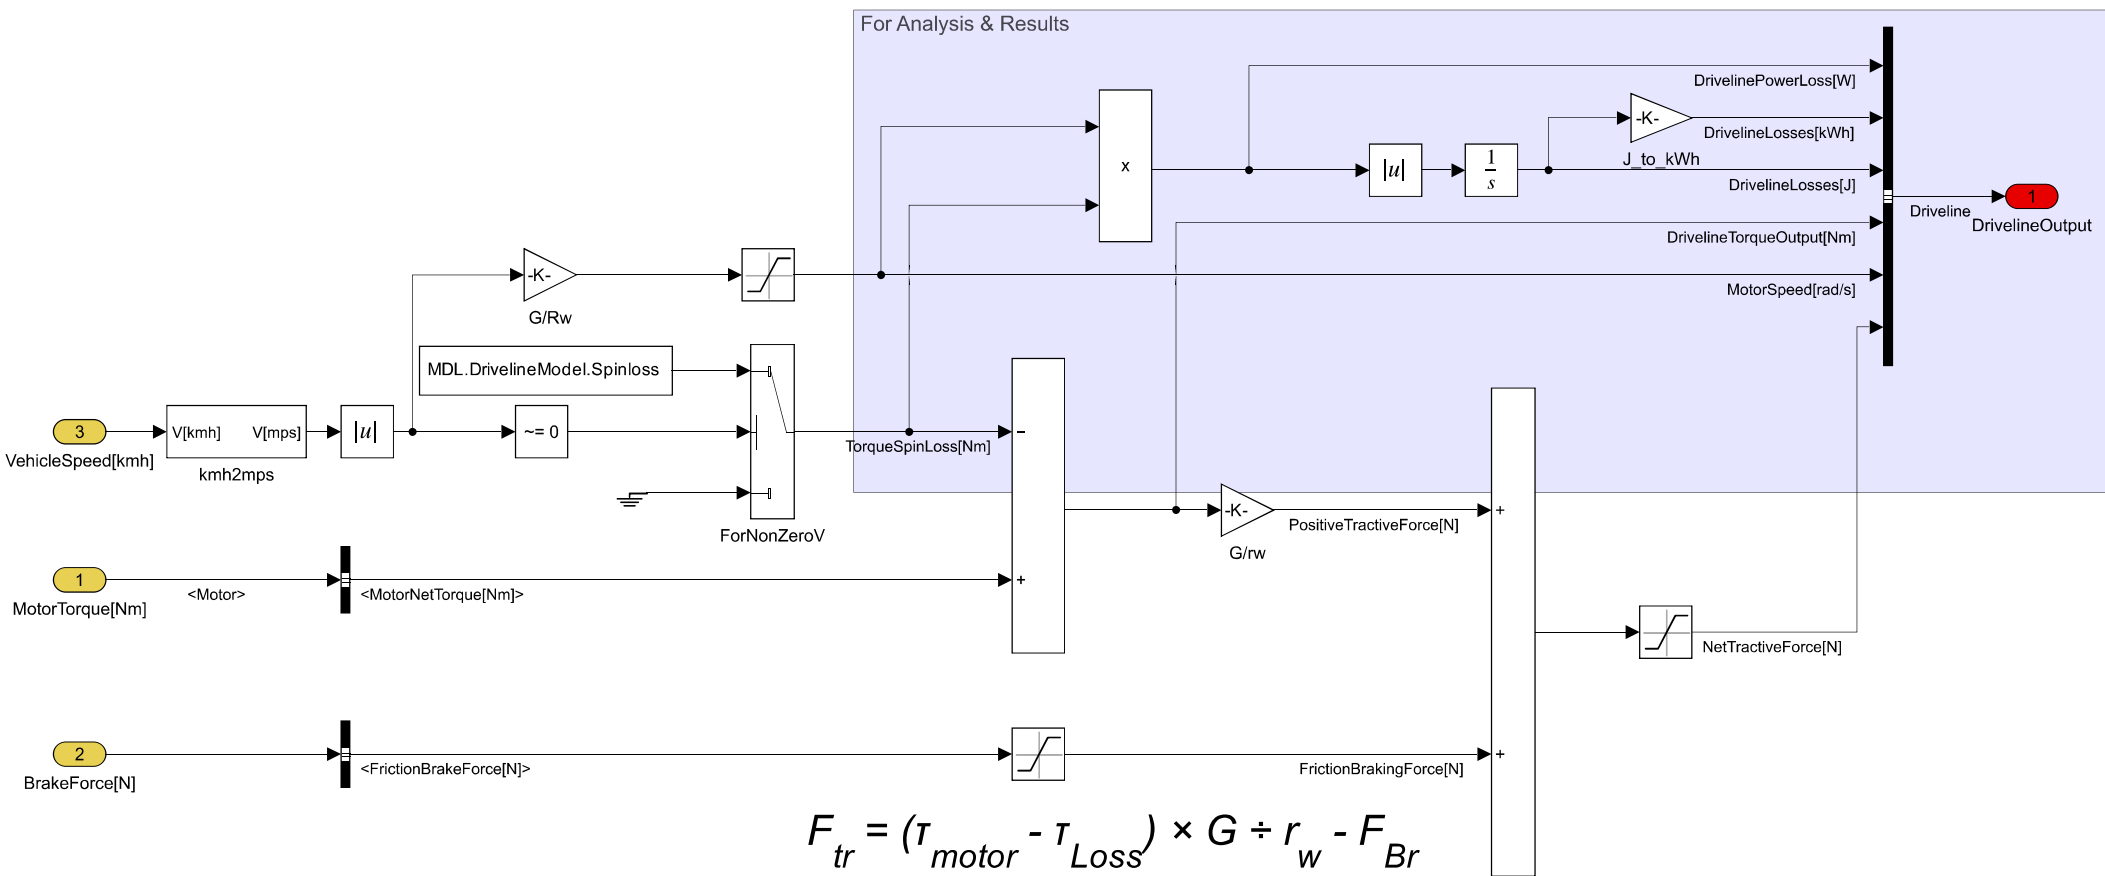 For Analysis & Results
DrivelinePowerLoss[W]
-K-
DrivelineLosses[kWh]
x
|u|
1
s
J_to_kWh
DrivelineLosses[J]
1
Driveline
DrivelineOutput
DrivelineTorqueOutput[Nm]
-K-
G/Rw
MotorSpeed[rad/s]
MDL.DrivelineModel.Spinloss
3
VehicleSpeed[kmh]
V[kmh] V[mps]
kmh2mps
|u|
~= 0
ForNonZeroV
TorqueSpinLoss[Nm]
−
+
-K-
G/rw
PositiveTractiveForce[N]
+
1
MotorTorque[Nm]
<Motor>
<MotorNetTorque[Nm]>
NetTractiveForce[N]
2
BrakeForce[N]
<FrictionBrakeForce[N]>
FrictionBrakingForce[N]
+
F_tr = (τ_motor - τ_Loss) × G ÷ r_w - F_Br